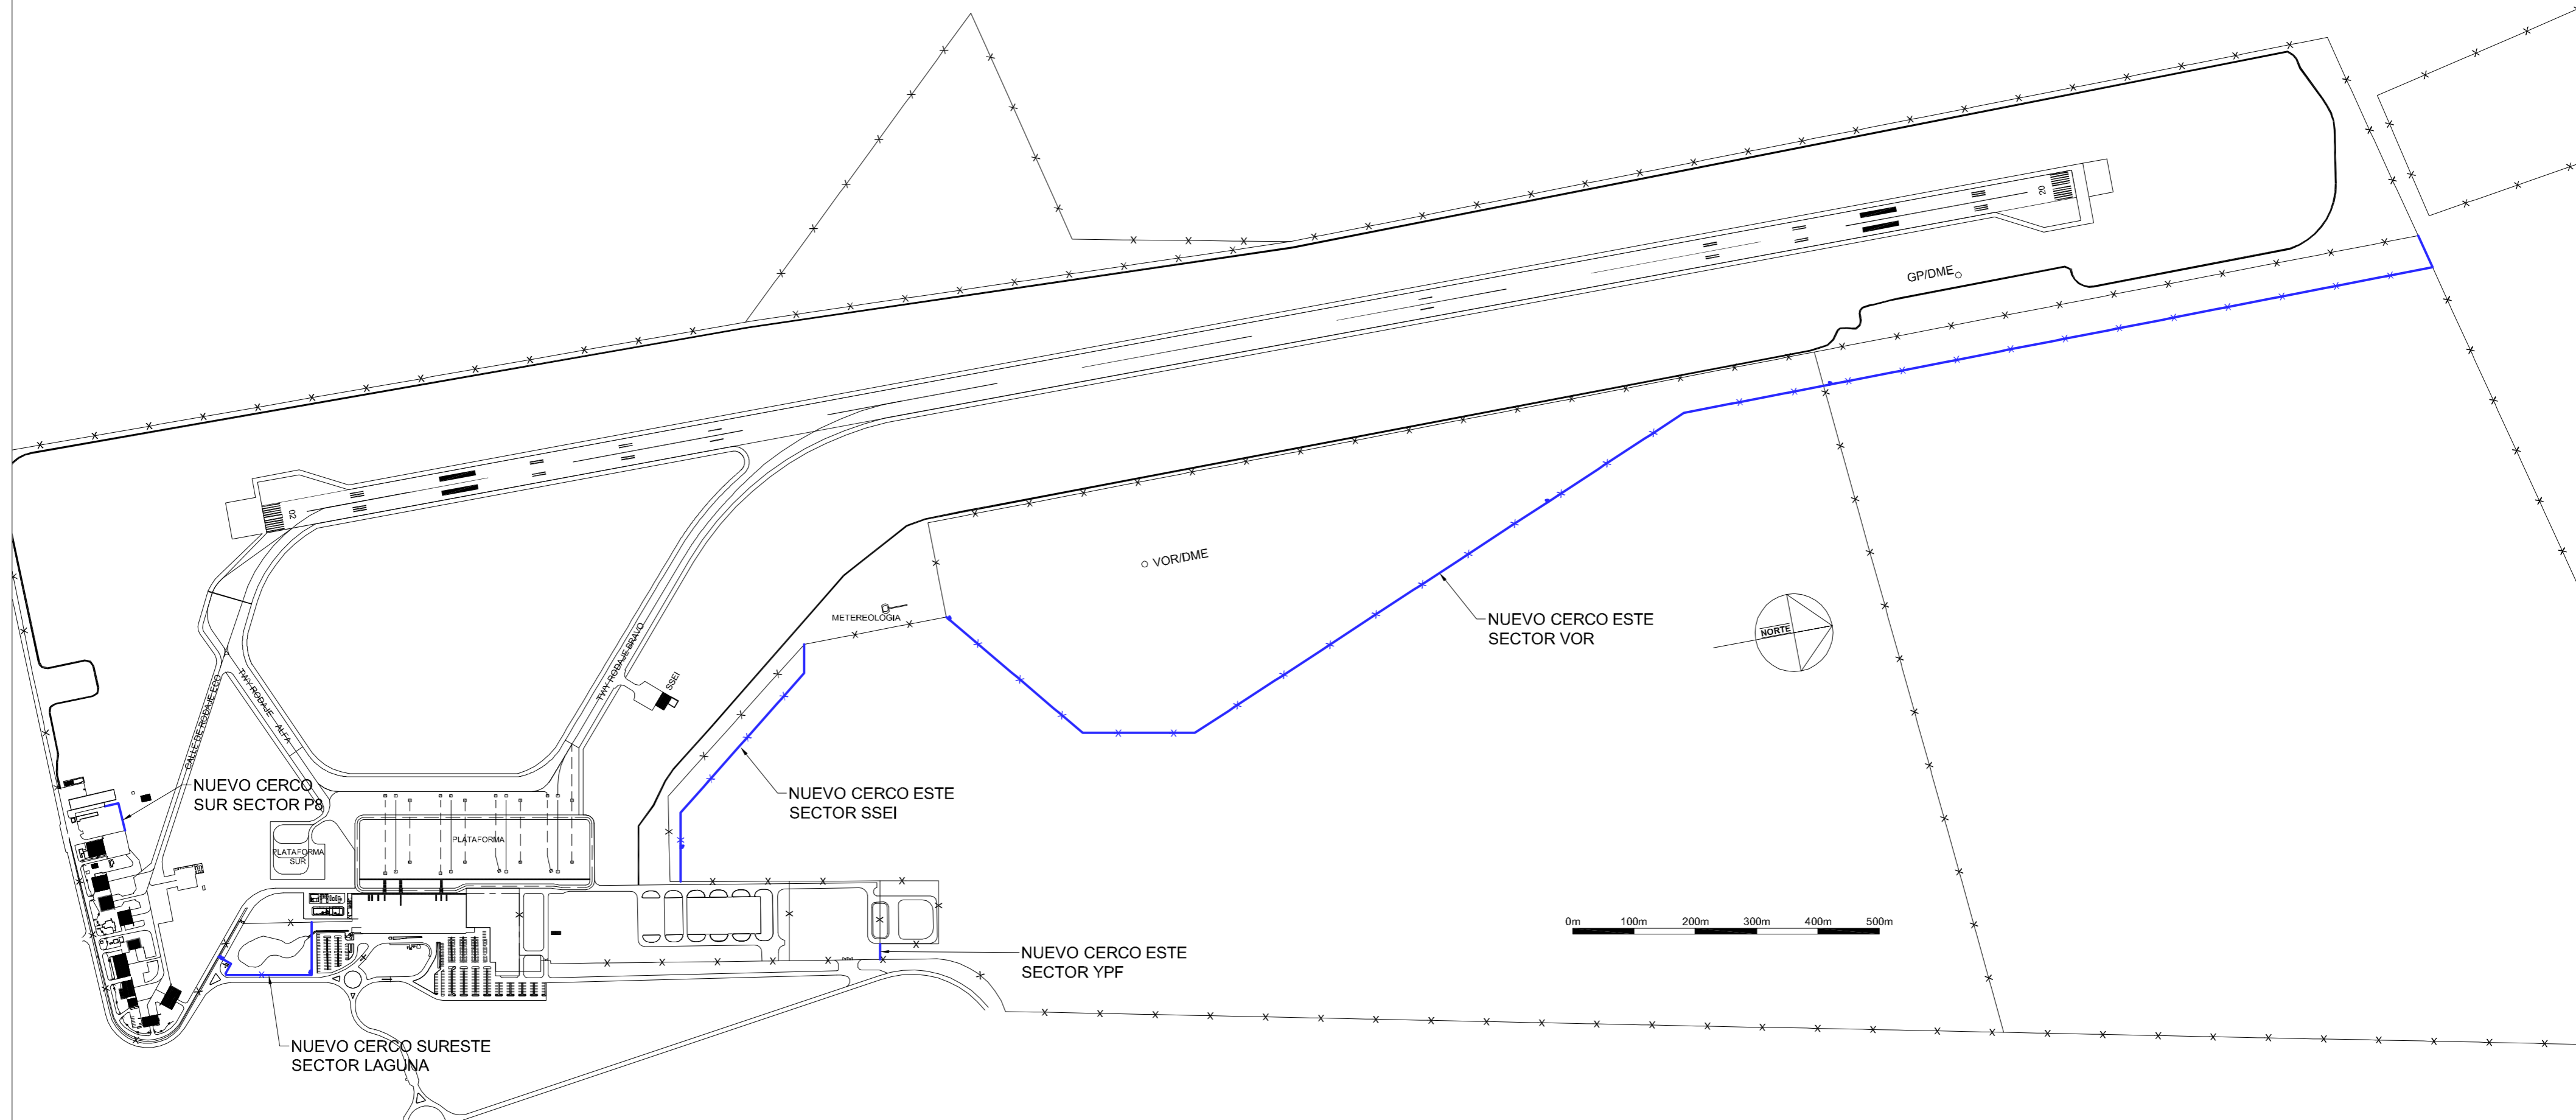 20
GP/DME
02
VOR/DME
METEREOLOGIA
NUEVO CERCO ESTE
SECTOR VOR
NORTE
TWY RODAJE BRAVO
SSEI
CALLE DE RODAJE ECO
TWY RODAJE ALFA
NUEVO CERCO
SUR SECTOR P8
NUEVO CERCO ESTE
SECTOR SSEI
PLATAFORMA
PLATAFORMA
SUR
0m 100m 200m 300m 400m 500m
NUEVO CERCO ESTE
SECTOR YPF
NUEVO CERCO SURESTE
SECTOR LAGUNA